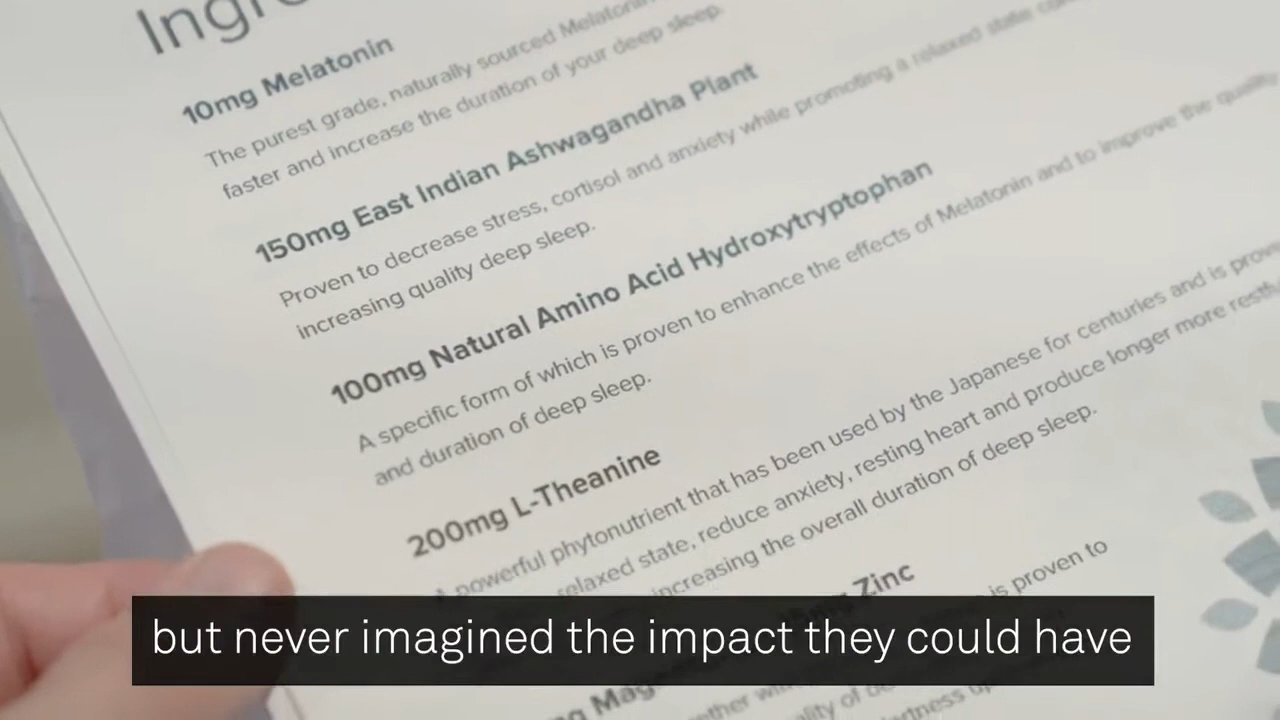 10mg Melatonin
The purest grade, naturally sourced Melatonin
faster and increase the duration of your deep sleep.
150mg East Indian Ashwagandha Plant
Proven to decrease stress, cortisol and anxiety while promoting a relaxed state
increasing quality deep sleep.
100mg Natural Amino Acid Hydroxytryptophan
A specific form of which is proven to enhance the effects of Melatonin and to improve the quality
and duration of deep sleep.
200mg L-Theanine
powerful phytonutrient that has been used by the Japanese for centuries and is
relaxed state, reduce anxiety, resting heart and produce longer more
increasing the overall duration of deep sleep.
Zinc
is proven to
but never imagined the impact they could have